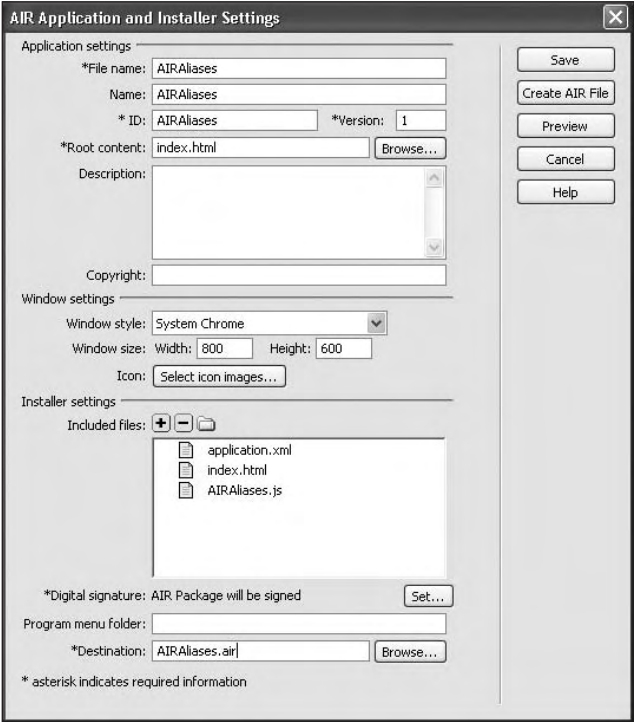 AIR Application and Installer Settings
Application settings
*File name: AIRAliases
Name: AIRAliases
* ID: AIRAliases *Version: 1
*Root content: index.html Browse...
Description:
Copyright:
Window settings
Window style: System Chrome
Window size: Width: 800 Height: 600
Icon: Select icon images...
Installer settings
Included files:
application.xml
index.html
AIRAliases.js
*Digital signature: AIR Package will be signed Set...
Program menu folder:
*Destination: AIRAliases.air Browse...
* asterisk indicates required information
Save
Create AIR File
Preview
Cancel
Help